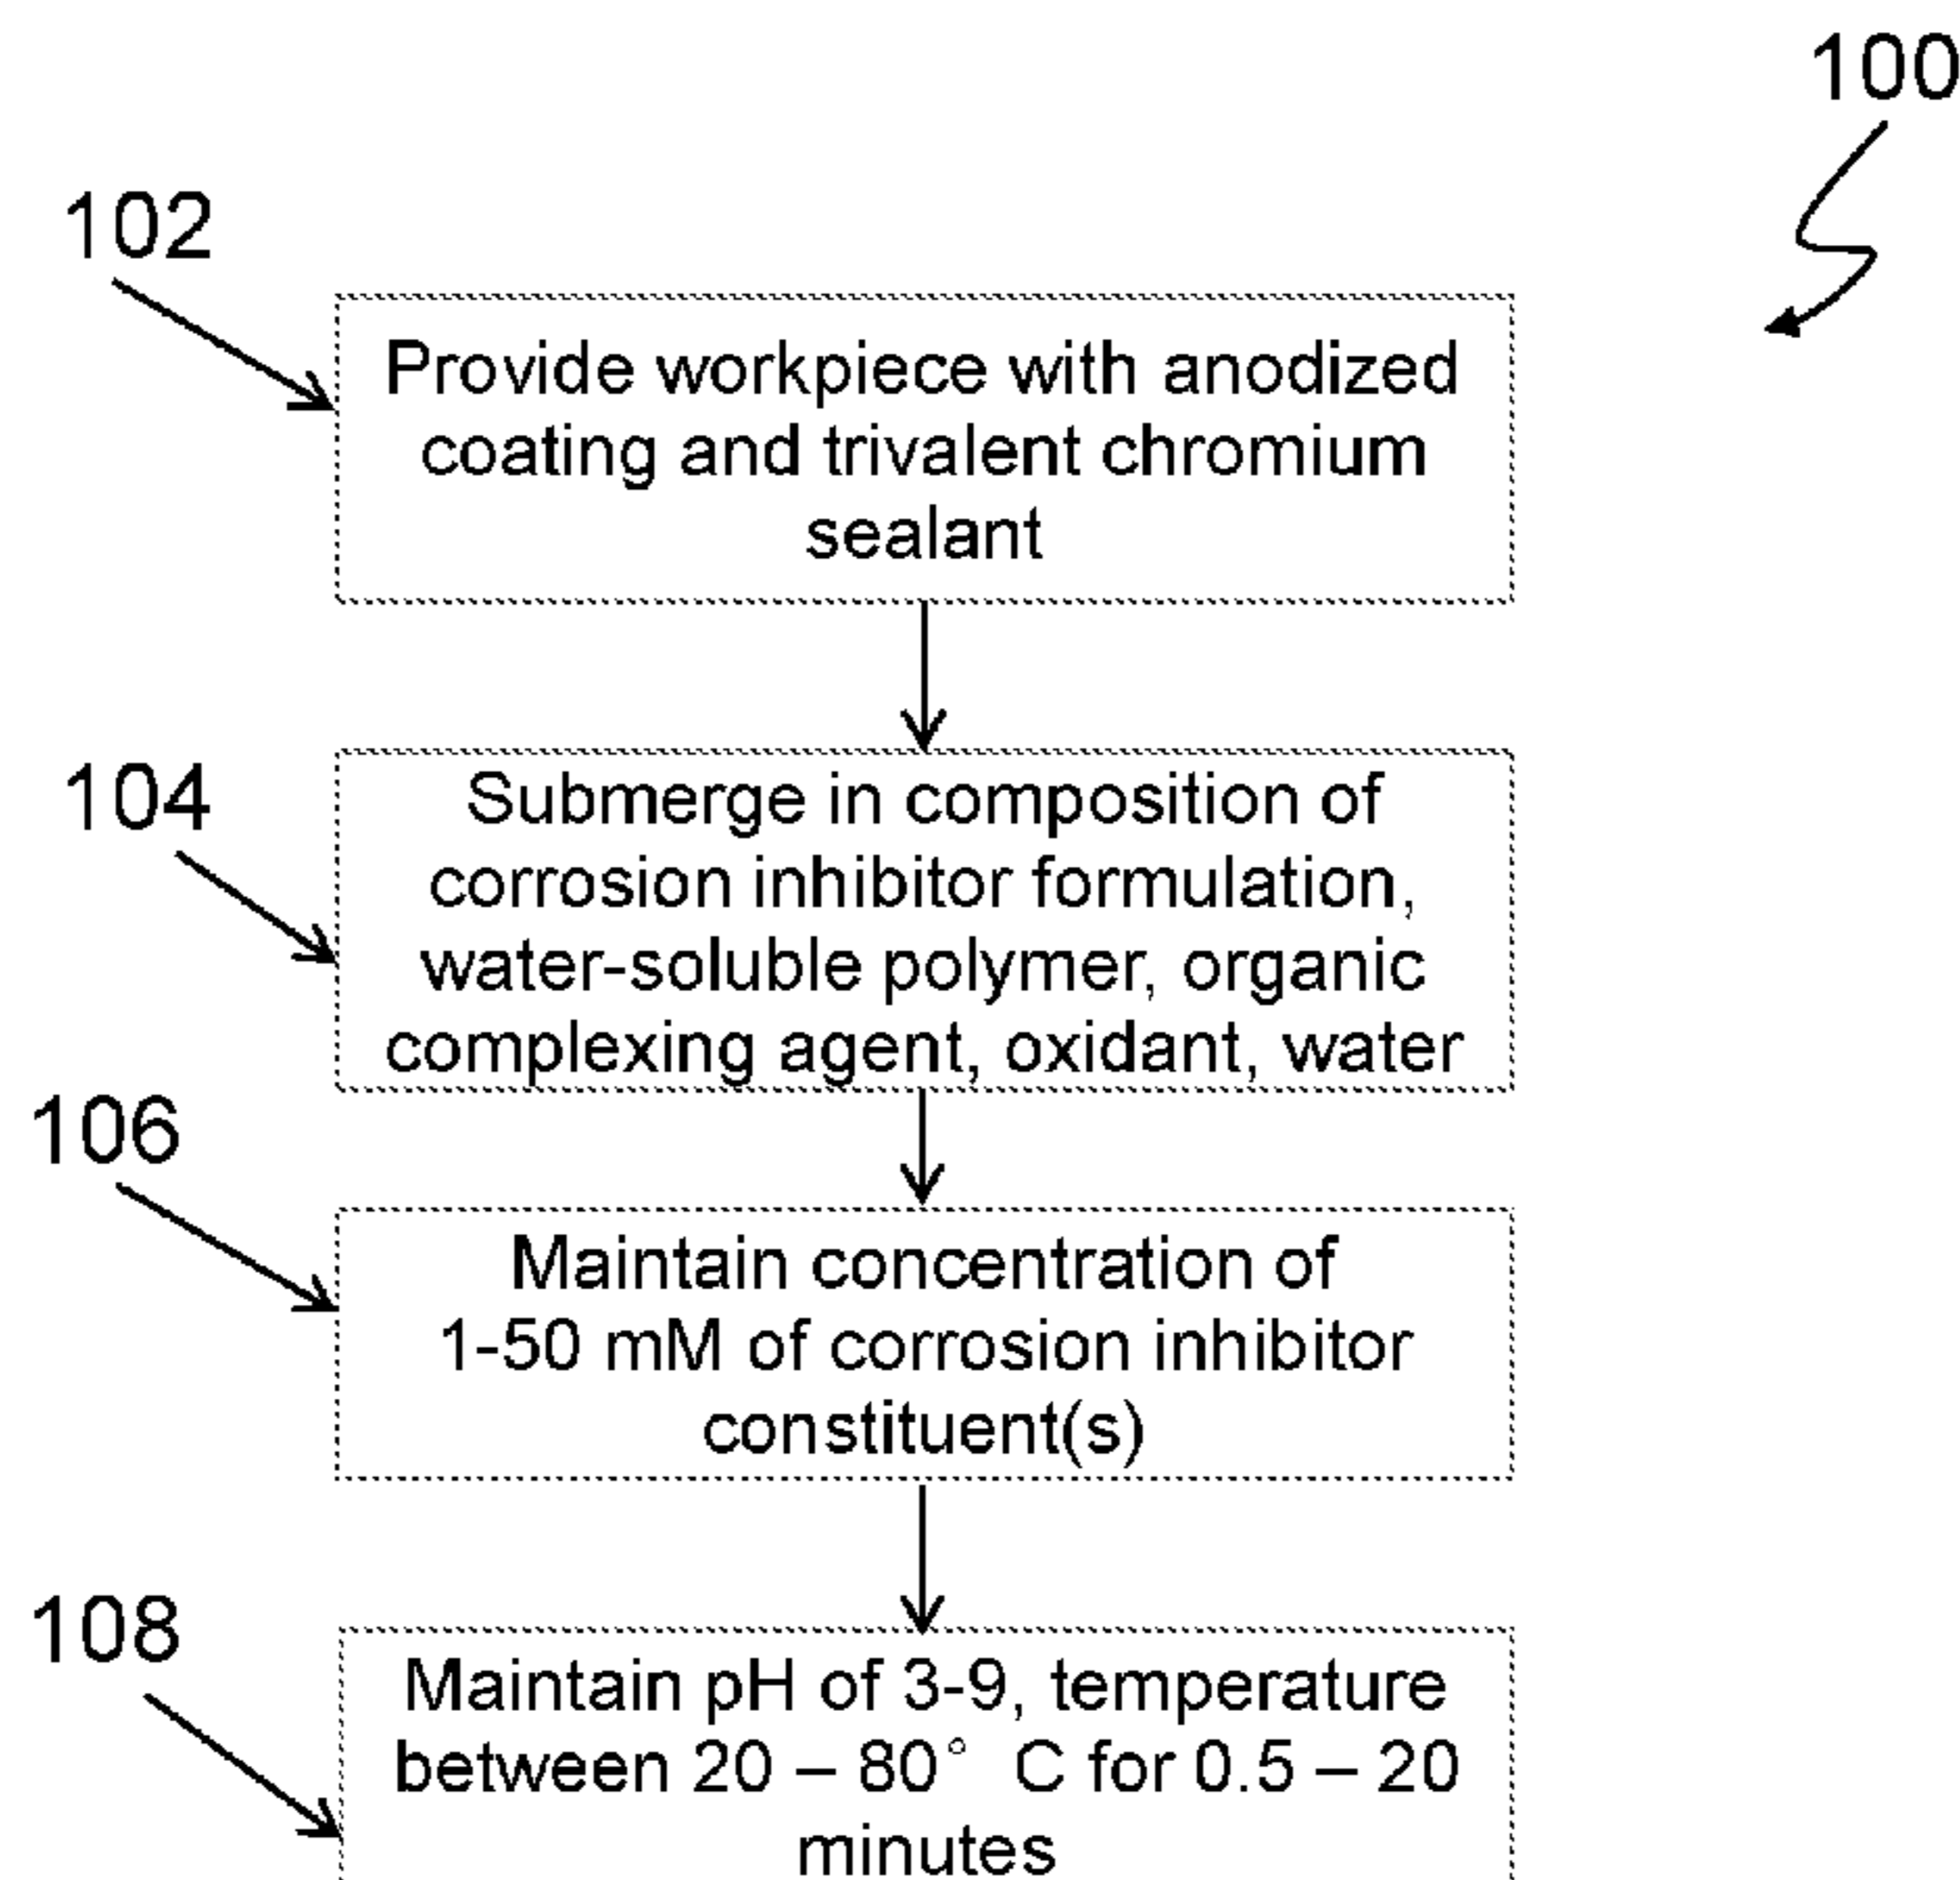 100
102
Provide workpiece with anodized
coating and trivalent chromium
sealant
104
Submerge in composition of
corrosion inhibitor formulation,
water-soluble polymer, organic
complexing agent, oxidant, water
106
Maintain concentration of
1-50 mM of corrosion inhibitor
constituent(s)
108
Maintain pH of 3-9, temperature
between 20 – 80° C for 0.5 – 20
minutes